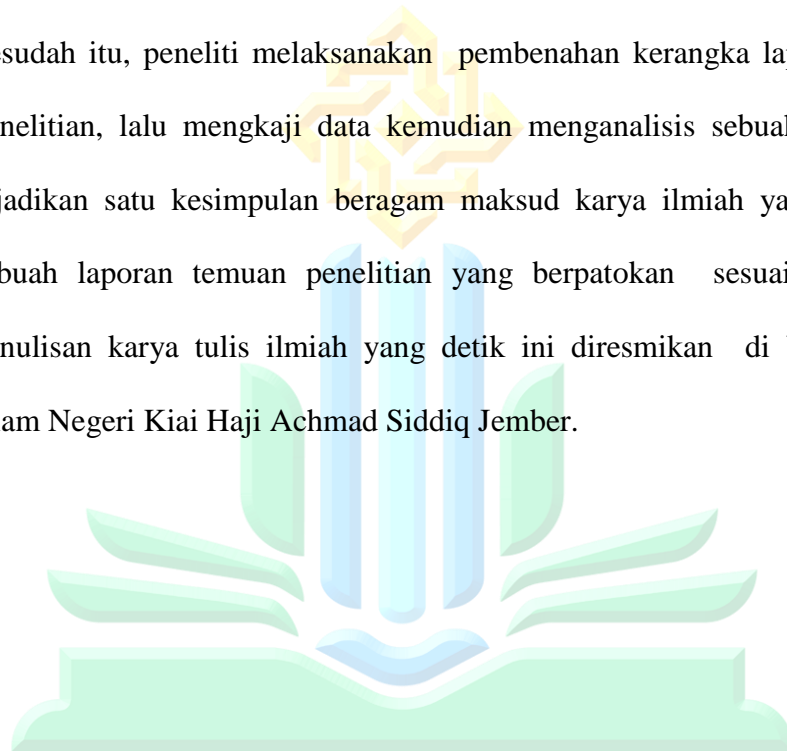 esudah itu, peneliti melaksanakan pembenahan kerangka la
nelitian, lalu mengkaji data kemudian menganalisis sebual
jadikan satu kesimpulan beragam maksud karya ilmiah ya
buah laporan temuan penelitian yang berpatokan sesuai
nulisan karya tulis ilmiah yang detik ini diresmikan di
lam Negeri Kiai Haji Achmad Siddiq Jember.